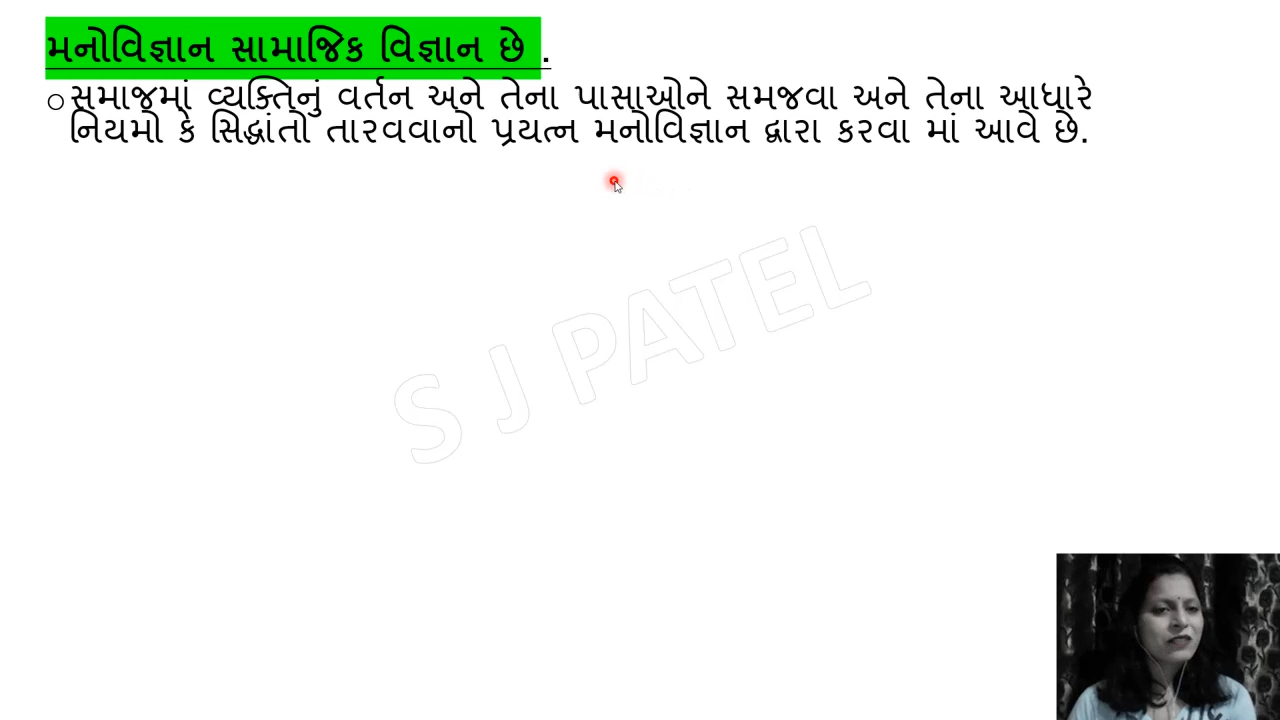 મનોવિજ્ઞાન સામાજિક વિજ્ઞાન છે .
○સમાજમાં વ્યક્તિનું વર્તન અને તેના પાસાઓને સમજવા અને તેના આધારે
નિયમો કે સિદ્ધાંતો તારવવાનો પ્રયત્ન મનોવિજ્ઞાન દ્વારા કરવા માં આવે છે.
S J PATEL